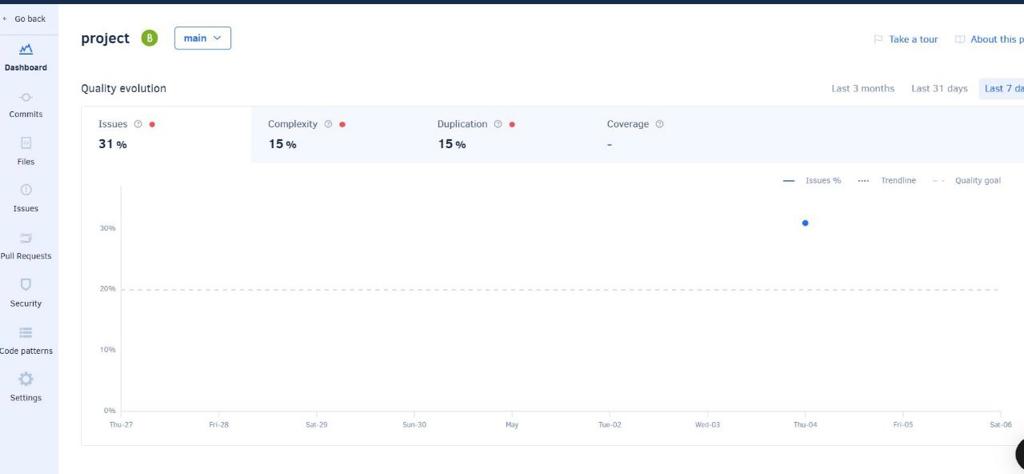 Go back
project B main
Take a tour About this p
Dashboard
Quality evolution
Last 3 months Last 31 days Last 7 da
Commits
Files
Issues
Pull Requests
Security
Code patterns
Settings
Issues Complexity Duplication Coverage
31 % 15 % 15 % -
Issues % Trendline Quality goal
30%
20%
10%
0%
Thu-27 Fri-28 Sat-29 Sun-30 May Tue-02 Wed-03 Thu-04 Fri-05 Sat-06